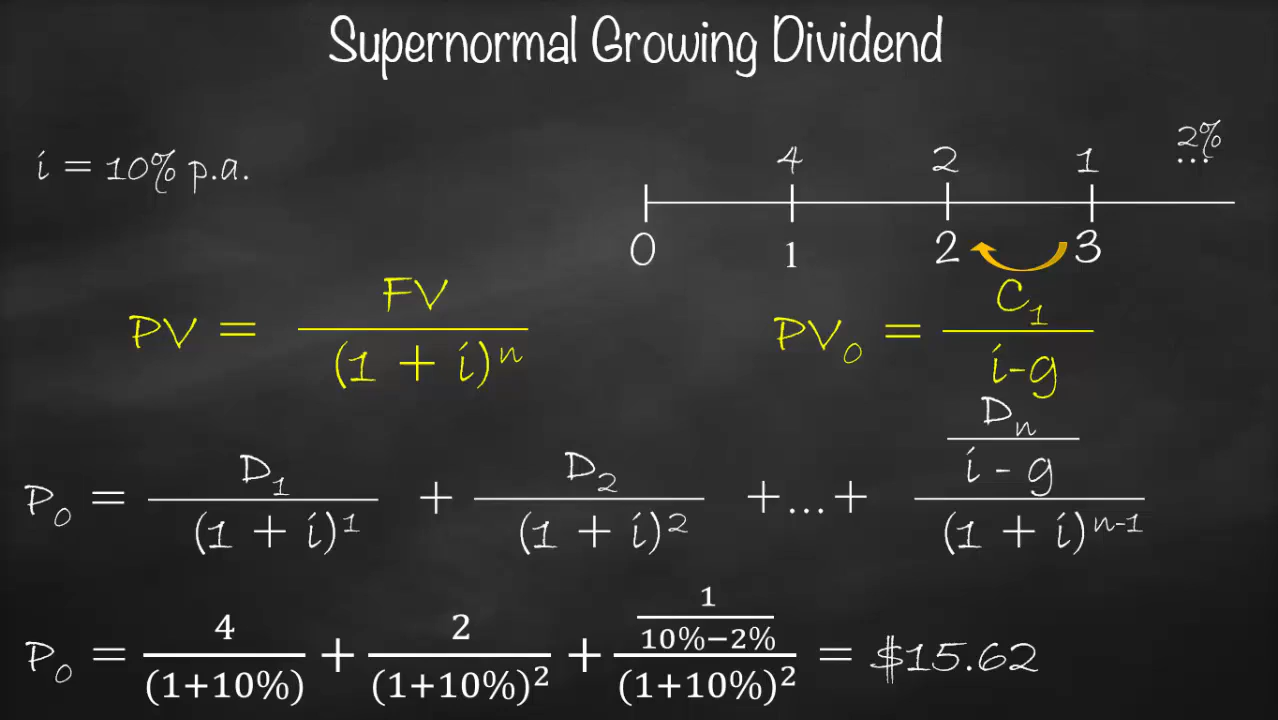 Supernormal Growing Dividend
i = 10% p.a.
4 2 1 2% ...
0 1 2 3
PV = FV / (1 + i)^n
PV₀ = C₁ / i-g
P₀ = D₁ / (1 + i)^1 + D₂ / (1 + i)^2 +...+ (Dₙ / i - g) / (1 + i)^n-1
P₀ = 4 / (1+10%) + 2 / (1+10%)^2 + (1 / 10%−2%) / (1+10%)^2 = $15.62